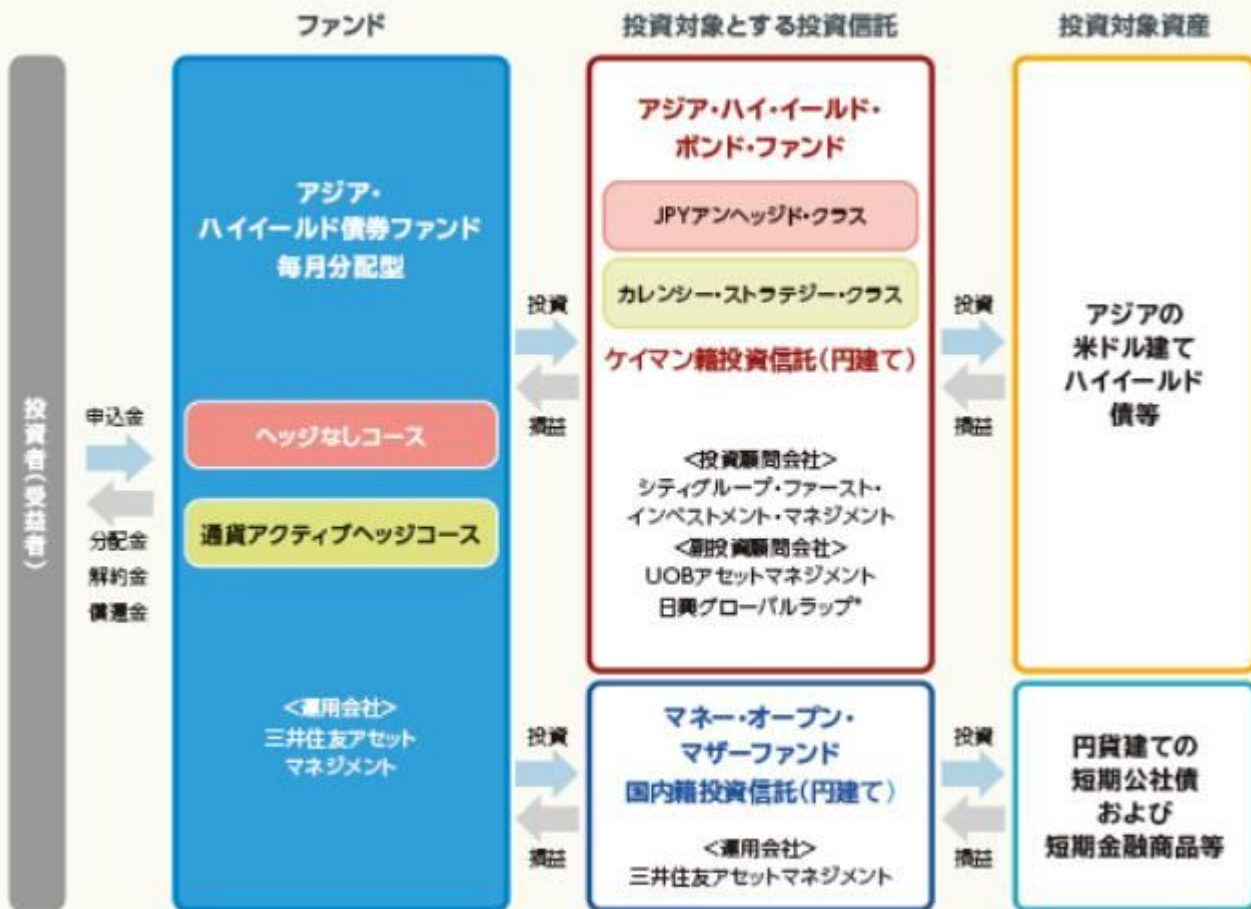 ファンド
投資対象とする投資信託
投資対象資産
投資者(受益者)
申込金
分配金
解約金
償還金
アジア・
ハイイールド債券ファンド
毎月分配型
ヘッジなしコース
通貨アクティブヘッジコース
<運用会社>
三井住友アセット
マネジメント
投資
損益
投資
損益
アジア・ハイ・イールド・
ボンド・ファンド
JPYアンヘッジド・クラス
カレンシー・ストラテジー・クラス
ケイマン籍投資信託(円建て)
<投資顧問会社>
シティグループ・ファースト・
インベストメント・マネジメント
<副投資顧問会社>
UOBアセットマネジメント
日興グローバルラップ*
マネー・オープン・
マザーファンド
国内籍投資信託(円建て)
<運用会社>
三井住友アセットマネジメント
投資
損益
投資
損益
アジアの
米ドル建て
ハイイールド
債等
円貨建ての
短期公社債
および
短期金融商品等